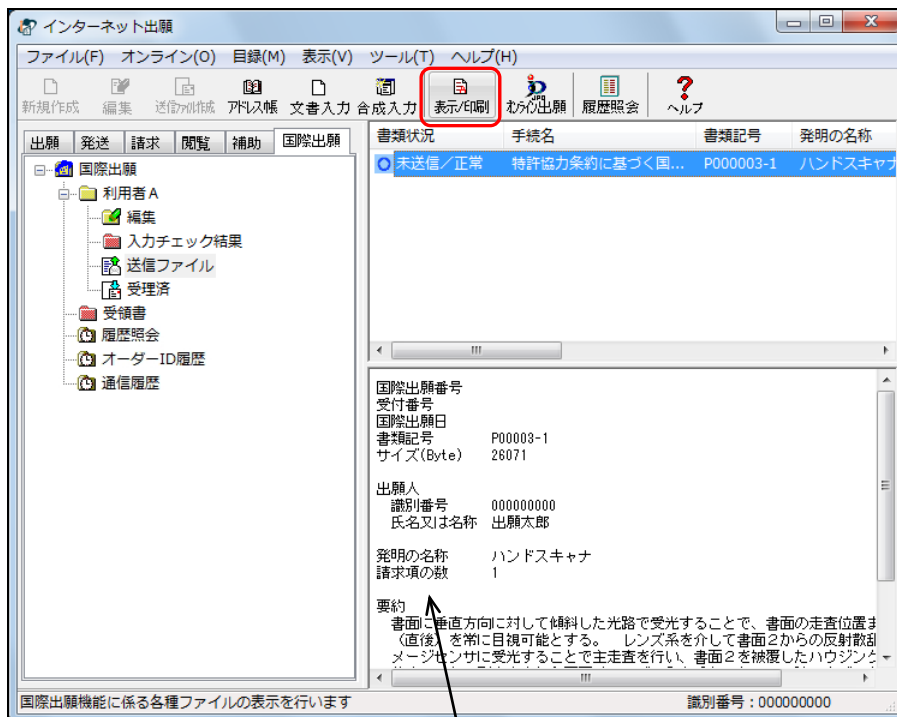 インターネット出願
ファイル(F) オンライン(O) 目録(M) 表示(V) ツール(T) ヘルプ(H)
新規作成 編集 送信ファイル作成 アドレス帳 文書入力 合成入力 表示/印刷 オンライン出願 履歴照会 ヘルプ
出願 発送 請求 閲覧 補助 国際出願
国際出願
利用者A
編集
入力チェック結果
送信ファイル
受理済
受領書
履歴照会
オーダーID履歴
通信履歴
書類状況 手続名 書類記号 発明の名称
未送信／正常 特許協力条約に基づく国... P000003-1 ハンドスキャナ
国際出願番号
受付番号
国際出願日
書類記号 P00003-1
サイズ(Byte) 26071
出願人
識別番号 000000000
氏名又は名称 出願太郎
発明の名称 ハンドスキャナ
請求項の数 1
要約
書面に垂直方向に対して傾斜した光路で受光することで、書面の走査位置ま
（直後）を常に目視可能とする。 レンズ系を介して書面２からの反射散乱
メージセンサに受光することで主走査を行い、書面２を被覆したハウジング
国際出願機能に係る各種ファイルの表示を行います 識別番号：000000000